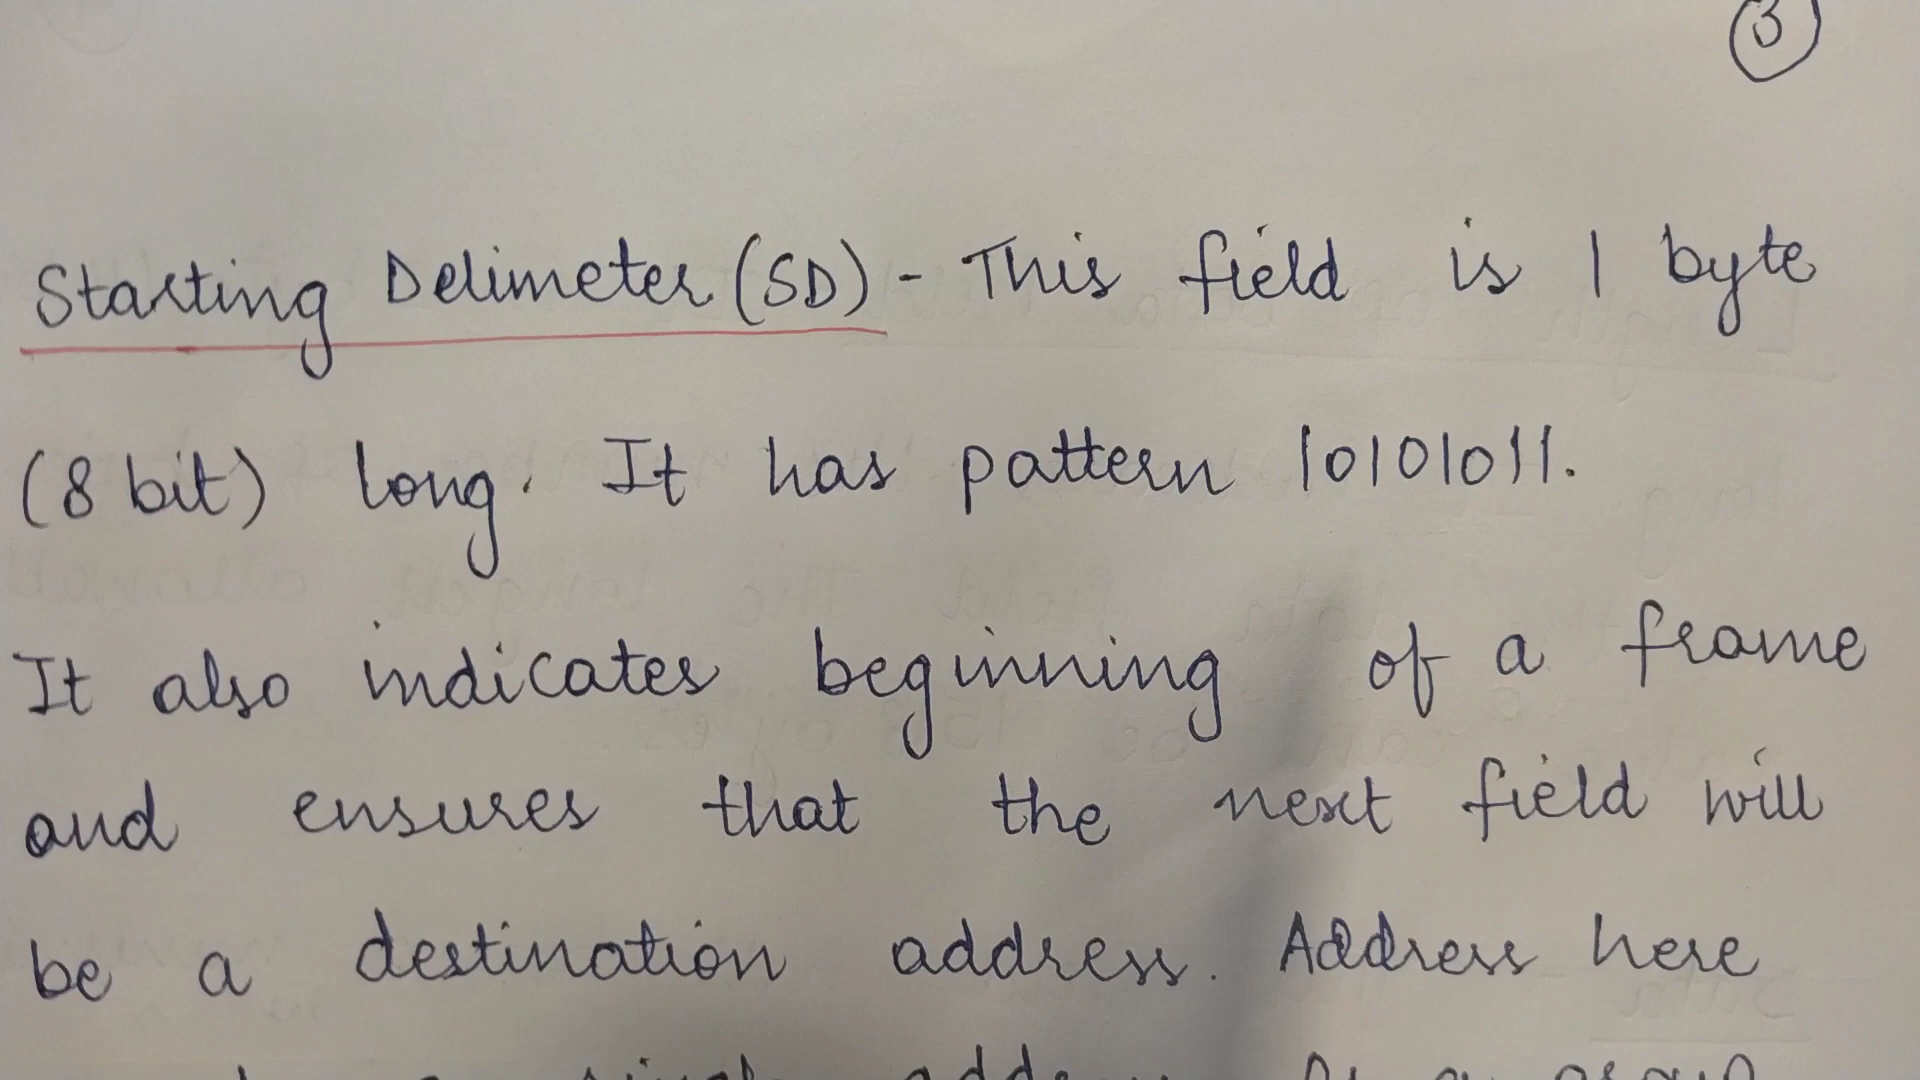 3
Starting Delimeter (SD) - This field is 1 byte
(8 bit) long. It has pattern 10101011.
It also indicates beginning of a frame
and ensures that the next field will
be a destination address. Address here